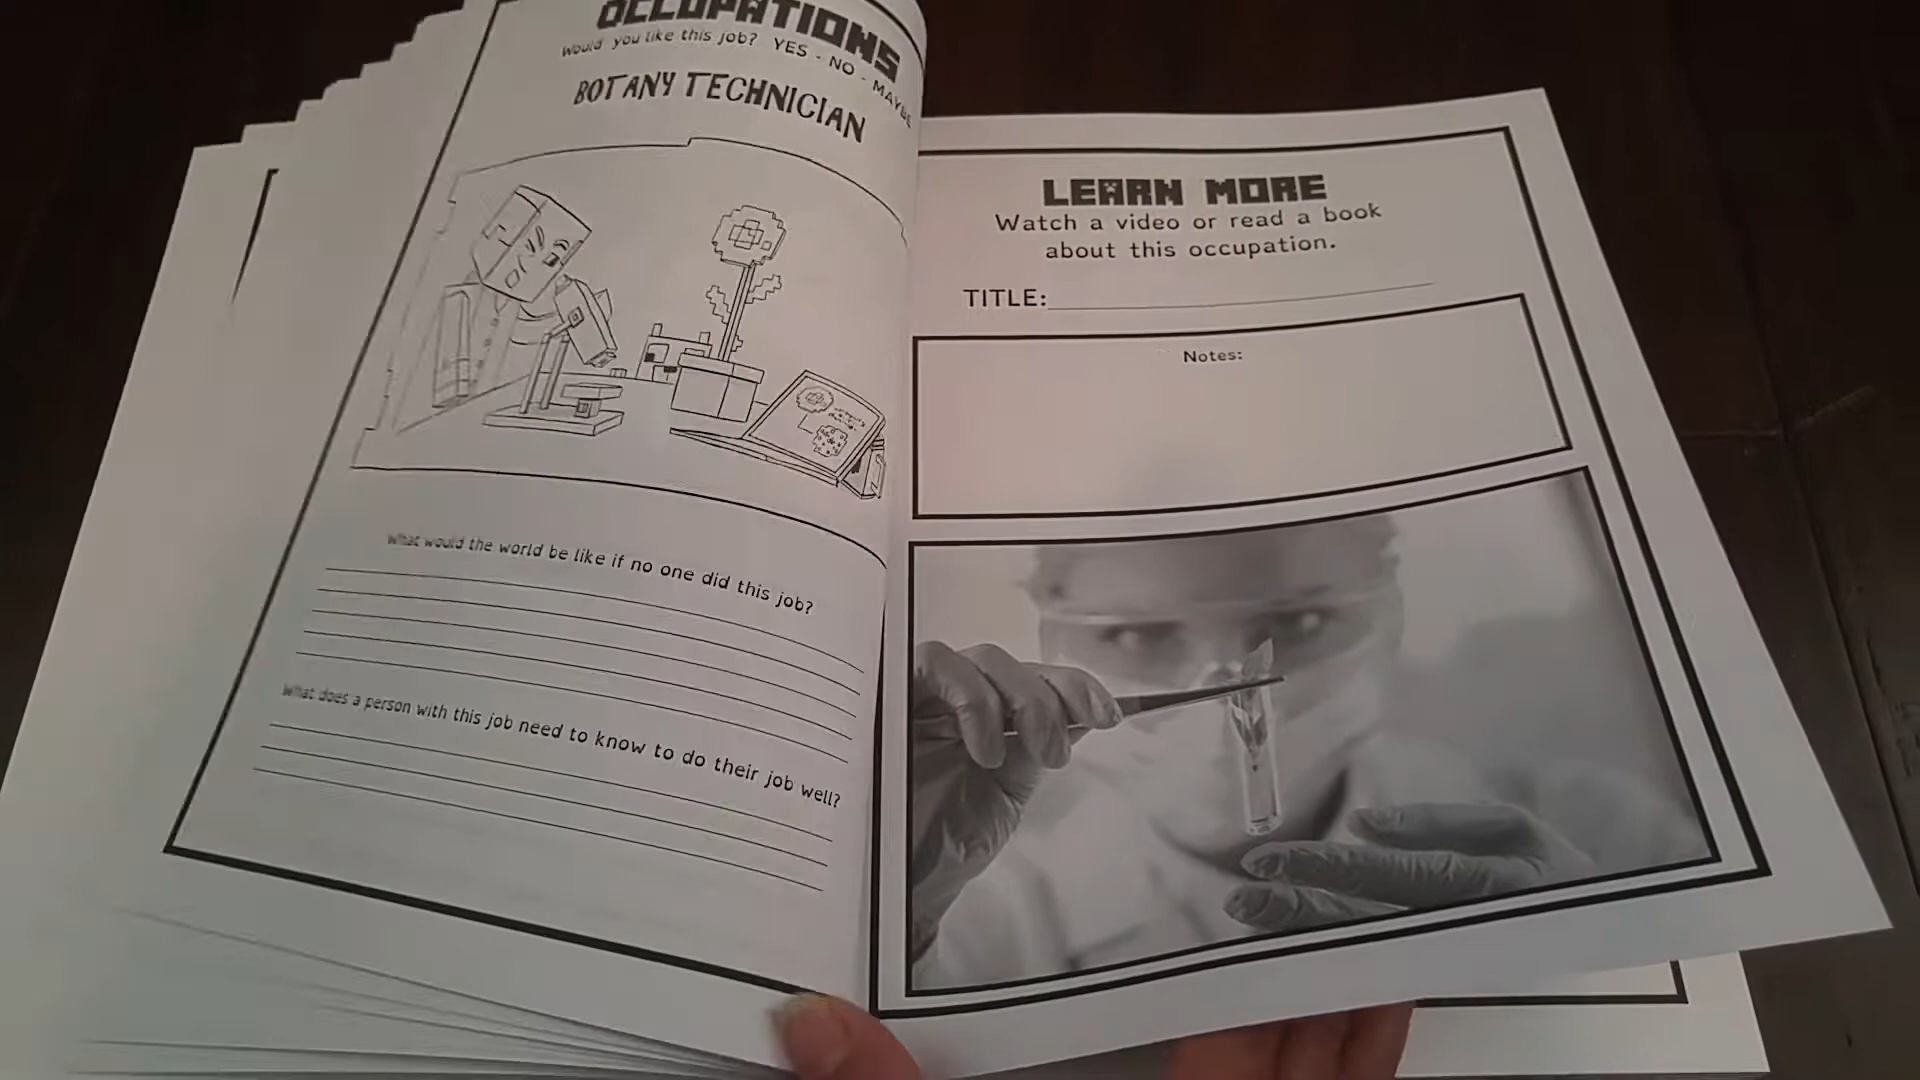 OCCUPATIONS
Would you like this job? YES - NO - MAYBE
BOTANY TECHNICIAN
What would the world be like if no one did this job?
What does a person with this job need to know to do their job well?
LEARN MORE
Watch a video or read a book
about this occupation.
TITLE:
Notes: